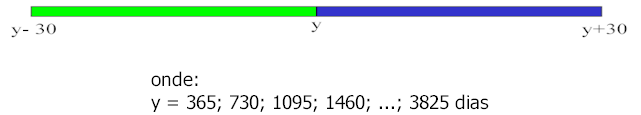 y- 30 y y+30
onde:
y = 365; 730; 1095; 1460; ...; 3825 dias